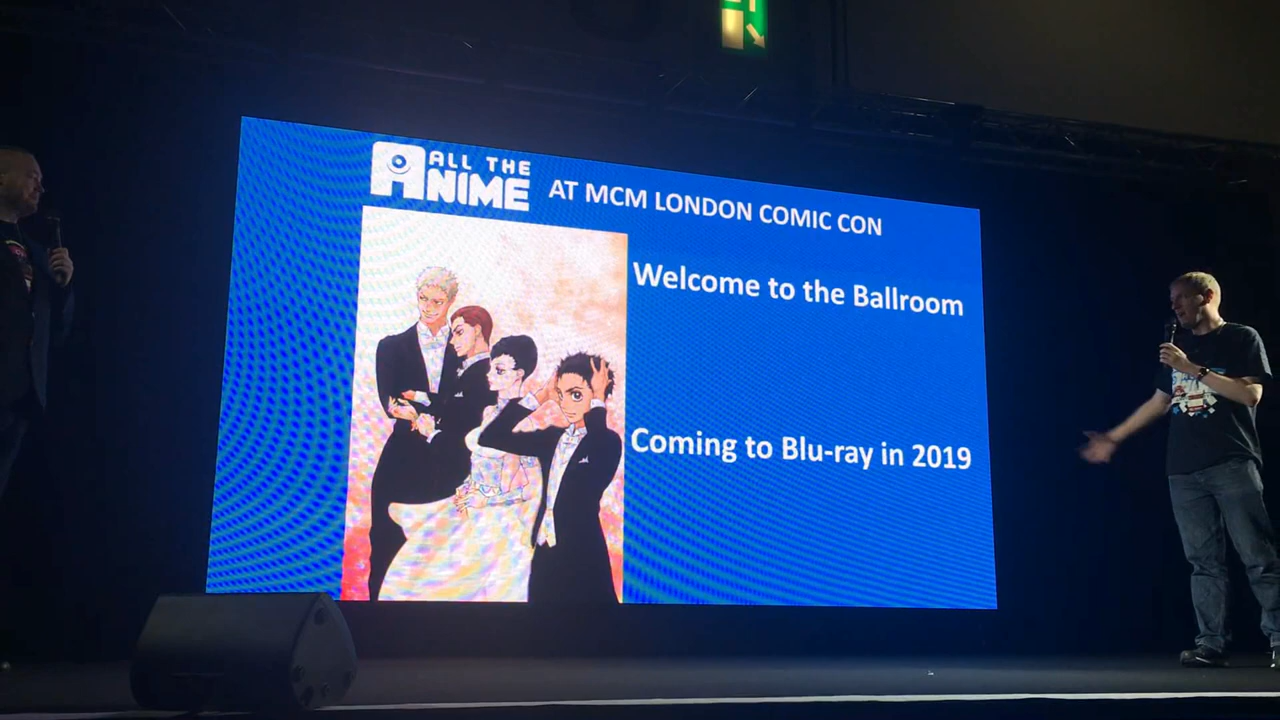 ALL THE
ANIME
AT MCM LONDON COMIC CON
Welcome to the Ballroom
Coming to Blu-ray in 2019